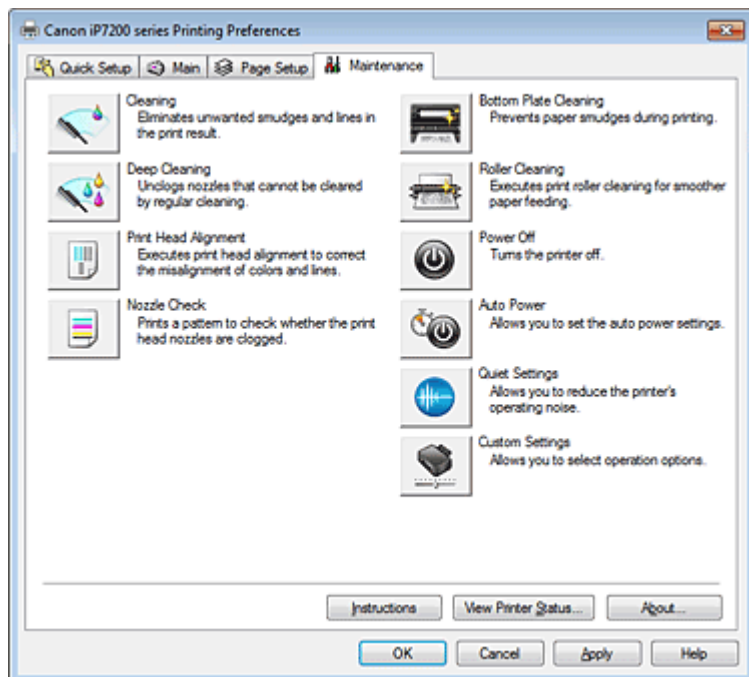 Canon iP7200 series Printing Preferences
Quick Setup
Main
Page Setup
Maintenance
Cleaning
Eliminates unwanted smudges and lines in
the print result.
Deep Cleaning
Unclogs nozzles that cannot be cleared
by regular cleaning.
Print Head Alignment
Executes print head alignment to correct
the misalignment of colors and lines.
Nozzle Check
Prints a pattern to check whether the print
head nozzles are clogged.
Bottom Plate Cleaning
Prevents paper smudges during printing.
Roller Cleaning
Executes print roller cleaning for smoother
paper feeding.
Power Off
Turns the printer off.
Auto Power
Allows you to set the auto power settings.
Quiet Settings
Allows you to reduce the printer's
operating noise.
Custom Settings
Allows you to select operation options.
Instructions
View Printer Status...
About...
OK
Cancel
Apply
Help